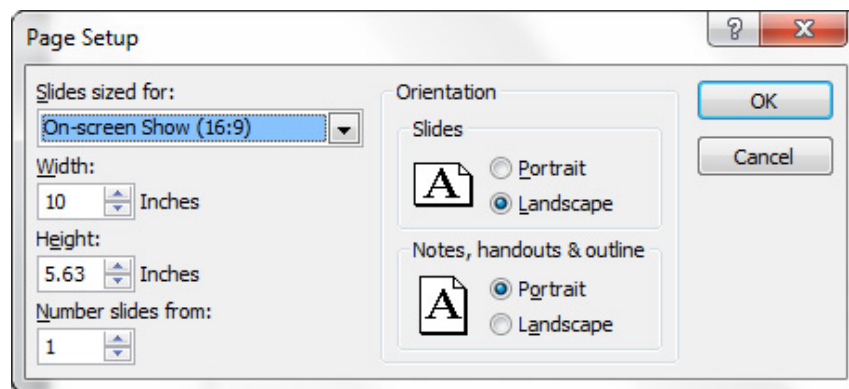 Page Setup
Slides sized for:
On-screen Show (16:9)
Width:
10 Inches
Height:
5.63 Inches
Number slides from:
1
Orientation
Slides
A
Portrait
Landscape
Notes, handouts & outline
A
Portrait
Landscape
?
X
OK
Cancel